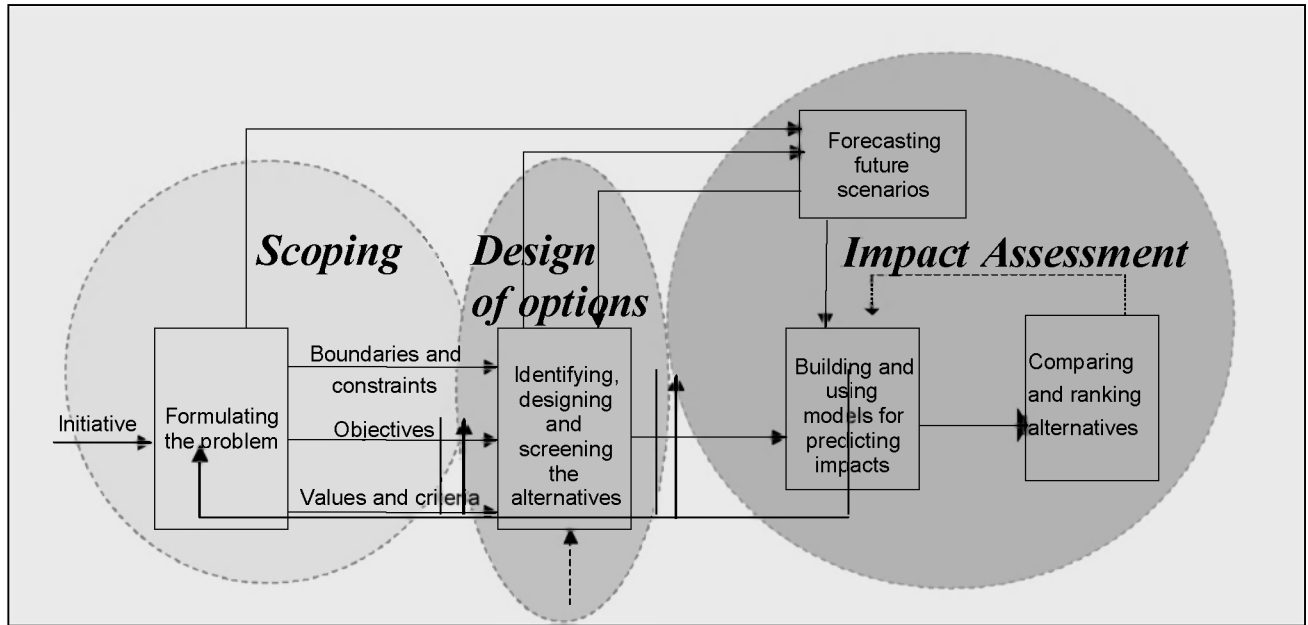 Forecasting
future
scenarios
Scoping
Design
of options
Impact Assessment
Initiative
Formulating
the problem
Boundaries and
constraints
Objectives
Values and criteria
Identifying,
designing
and
screening
the
alternatives
Building and
using
models for
predicting
impacts
Comparing
and ranking
alternatives